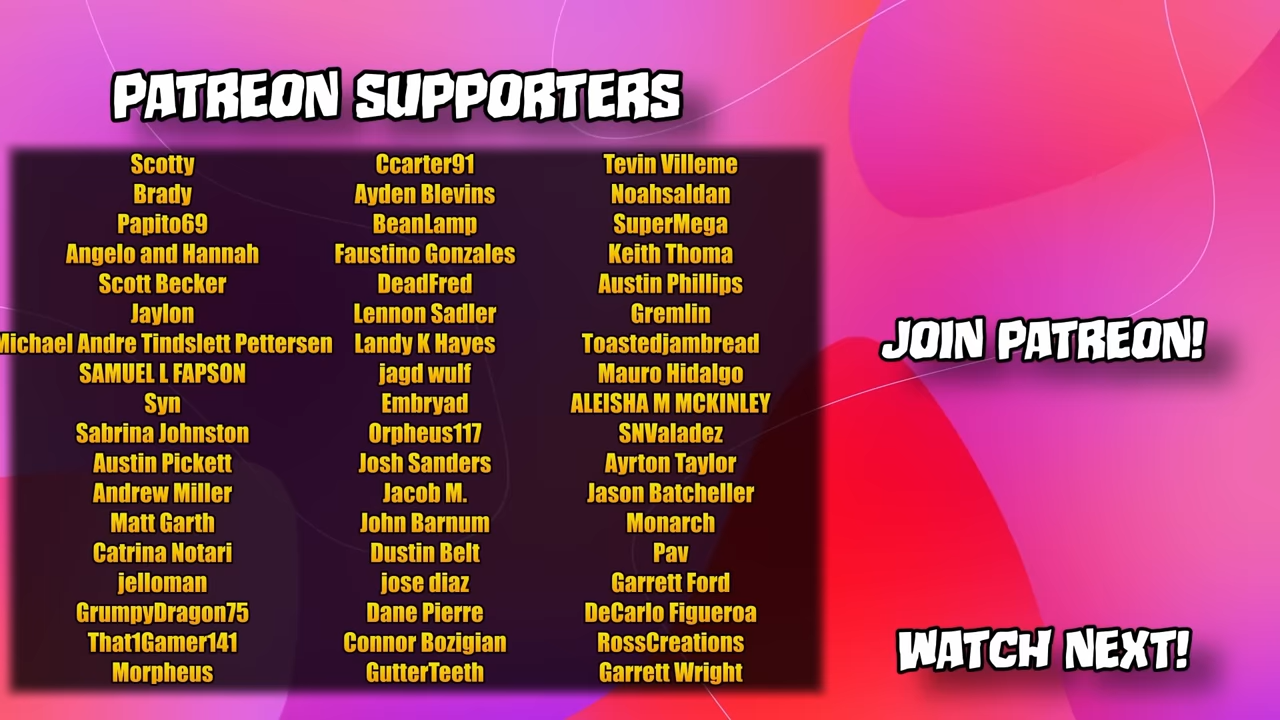 PATREON SUPPORTERS
Scotty
Brady
Papito69
Angelo and Hannah
Scott Becker
Jaylon
Michael Andre Tindslett Pettersen
SAMUEL L FAPSON
Syn
Sabrina Johnston
Austin Pickett
Andrew Miller
Matt Garth
Catrina Notari
jelloman
GrumpyDragon75
That1Gamer141
Morpheus
Ccarter91
Ayden Blevins
BeanLamp
Faustino Gonzales
DeadFred
Lennon Sadler
Landy K Hayes
jagd wulf
Embryad
Orpheus117
Josh Sanders
Jacob M.
John Barnum
Dustin Belt
jose diaz
Dane Pierre
Connor Bozigian
GutterTeeth
Tevin Villeme
Noahsaldan
SuperMega
Keith Thoma
Austin Phillips
Gremlin
Toastedjambread
Mauro Hidalgo
ALEISHA M MCKINLEY
SNValadez
Ayrton Taylor
Jason Batcheller
Monarch
Pav
Garrett Ford
DeCarlo Figueroa
RossCreations
Garrett Wright
JOIN PATREON!
WATCH NEXT!